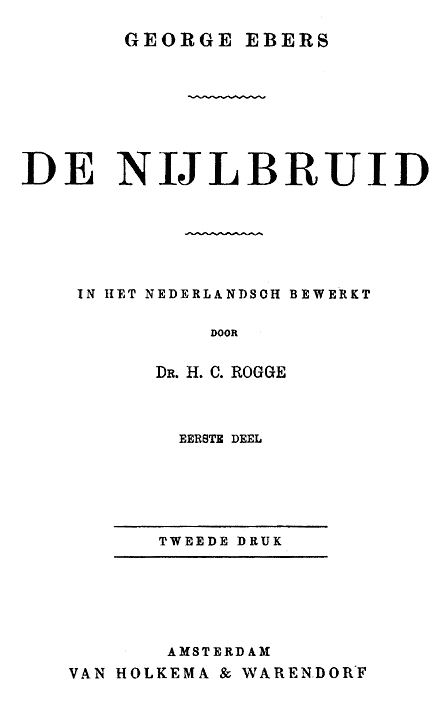 GEORGE EBERS
DE NIJLBRUID
IN HET NEDERLANDSCH BEWERKT
DOOR
DR. H. C. ROGGE
EERSTE DEEL
TWEEDE DRUK
AMSTERDAM
VAN HOLKEMA & WARENDORF